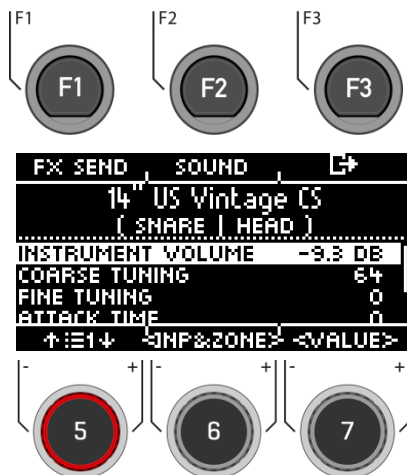 F1 F2 F3
F1 F2 F3
FX SEND SOUND
14" US Vintage CS
( SNARE | HEAD )
INSTRUMENT VOLUME -9.3 DB
COARSE TUNING 64
FINE TUNING 0
ATTACK TIME 0
1 <INP&ZONE> <VALUE>
- + - + - +
5 6 7